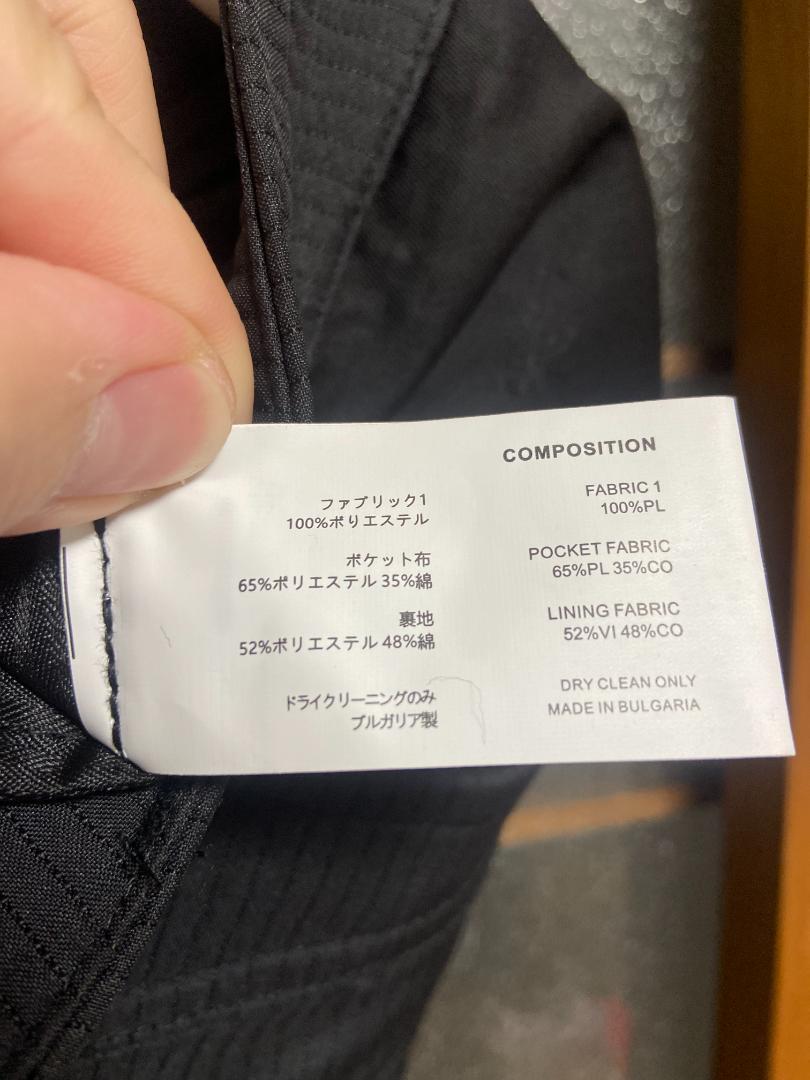 COMPOSITION
ファブリック1
100%ポリエステル
ポケット布
65%ポリエステル 35%綿
裏地
52%ポリエステル 48%綿
ドライクリーニングのみ
ブルガリア製
FABRIC 1
100%PL
POCKET FABRIC
65%PL 35%CO
LINING FABRIC
52%VI 48%CO
DRY CLEAN ONLY
MADE IN BULGARIA